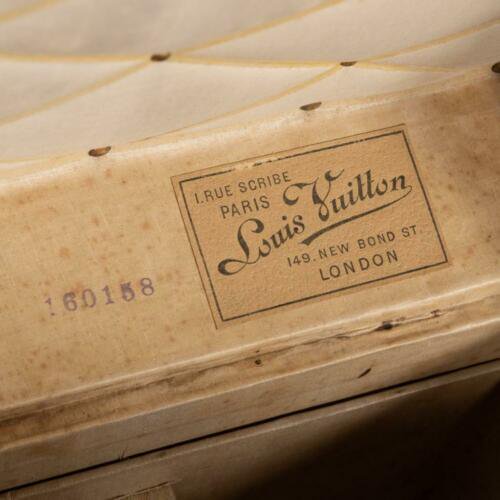 1. RUE SCRIBE
PARIS
Louis Vuitton
149. NEW BOND ST.
LONDON
160158